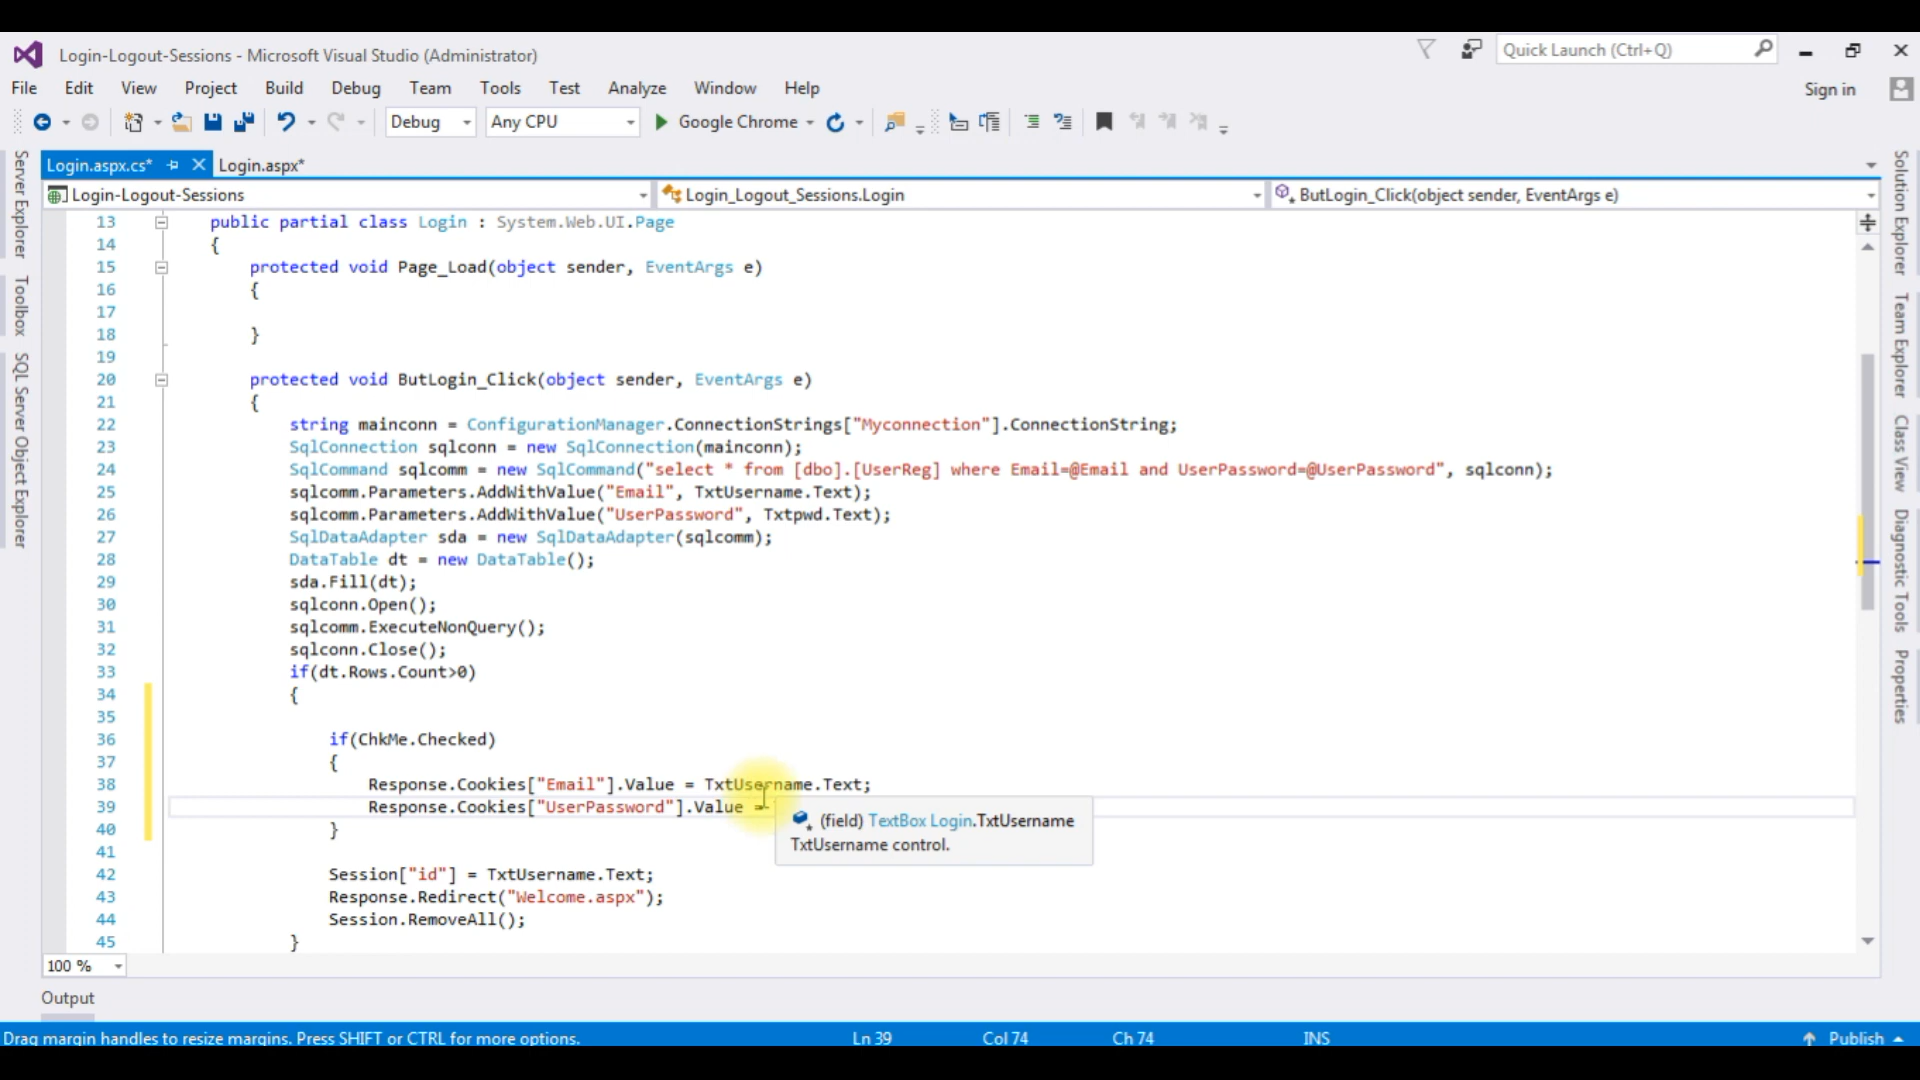 Login-Logout-Sessions - Microsoft Visual Studio (Administrator)
Quick Launch (Ctrl+Q)
File Edit View Project Build Debug Team Tools Test Analyze Window Help
Sign in
Debug Any CPU Google Chrome
Login.aspx.cs* Login.aspx*
Login-Logout-Sessions Login_Logout_Sessions.Login ButLogin_Click(object sender, EventArgs e)
13 public partial class Login : System.Web.UI.Page
14 {
15 protected void Page_Load(object sender, EventArgs e)
16 {
17
18 }
19
20 protected void ButLogin_Click(object sender, EventArgs e)
21 {
22 string mainconn = ConfigurationManager.ConnectionStrings["Myconnection"].ConnectionString;
23 SqlConnection sqlconn = new SqlConnection(mainconn);
24 SqlCommand sqlcomm = new SqlCommand("select * from [dbo].[UserReg] where Email=@Email and UserPassword=@UserPassword", sqlconn);
25 sqlcomm.Parameters.AddWithValue("Email", TxtUsername.Text);
26 sqlcomm.Parameters.AddWithValue("UserPassword", Txtpwd.Text);
27 SqlDataAdapter sda = new SqlDataAdapter(sqlcomm);
28 DataTable dt = new DataTable();
29 sda.Fill(dt);
30 sqlconn.Open();
31 sqlcomm.ExecuteNonQuery();
32 sqlconn.Close();
33 if(dt.Rows.Count>0)
34 {
35
36 if(ChkMe.Checked)
37 {
38 Response.Cookies["Email"].Value = TxtUsername.Text;
39 Response.Cookies["UserPassword"].Value =
(field) TextBox Login.TxtUsername
TxtUsername control.
40 }
41
42 Session["id"] = TxtUsername.Text;
43 Response.Redirect("Welcome.aspx");
44 Session.RemoveAll();
45 }
100 %
Output
Drag margin handles to resize margins. Press SHIFT or CTRL for more options. Ln 39 Col 74 Ch 74 INS Publish
Server Explorer
Toolbox
SQL Server Object Explorer
Solution Explorer
Team Explorer
Class View
Diagnostic Tools
Properties